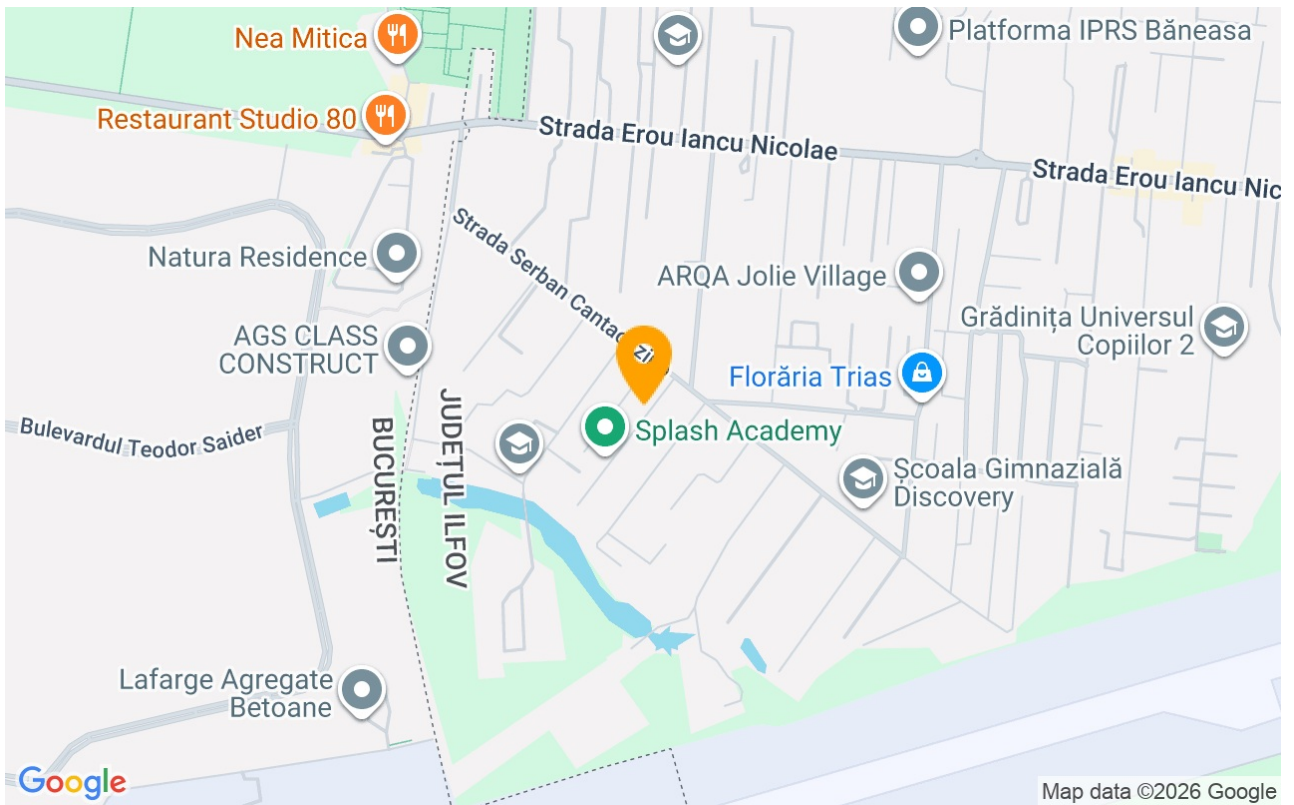 Nea Mitica
Platforma IPRS Băneasa
Restaurant Studio 80
Strada Erou Iancu Nicolae
Strada Erou Iancu Nic
Strada Serban Cantac
zi
Natura Residence
ARQA Jolie Village
AGS CLASS
CONSTRUCT
Grădinița Universul
Copiilor 2
Florăria Trias
Bulevardul Teodor Saider
BUCUREȘTI
JUDEȚUL ILFOV
Splash Academy
Școala Gimnazială
Discovery
Lafarge Agregate
Betoane
Google
Map data ©2026 Google